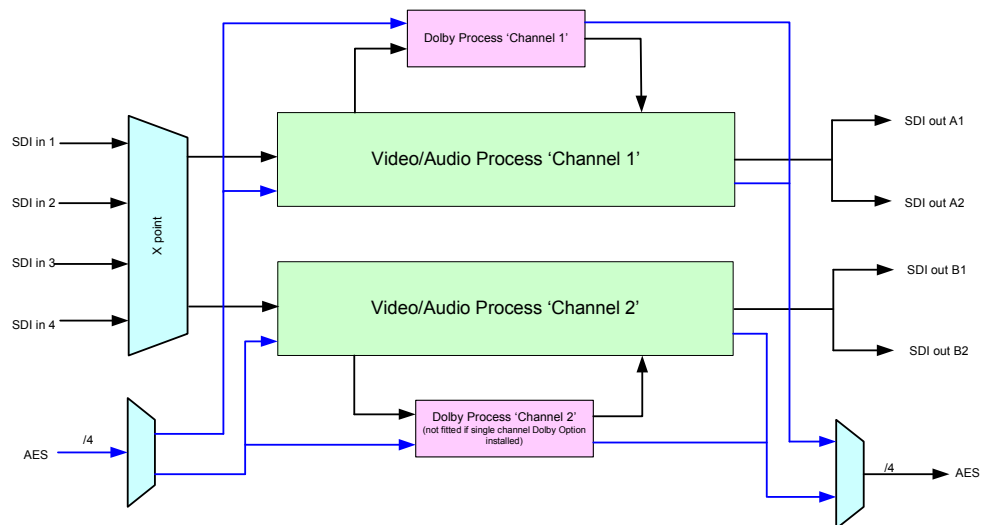 Dolby Process ‘Channel 1’
SDI in 1
SDI in 2
SDI in 3
SDI in 4
X point
Video/Audio Process ‘Channel 1’
SDI out A1
SDI out A2
Video/Audio Process ‘Channel 2’
SDI out B1
SDI out B2
Dolby Process ‘Channel 2’
(not fitted if single channel Dolby Option
installed)
/4
AES
/4
AES